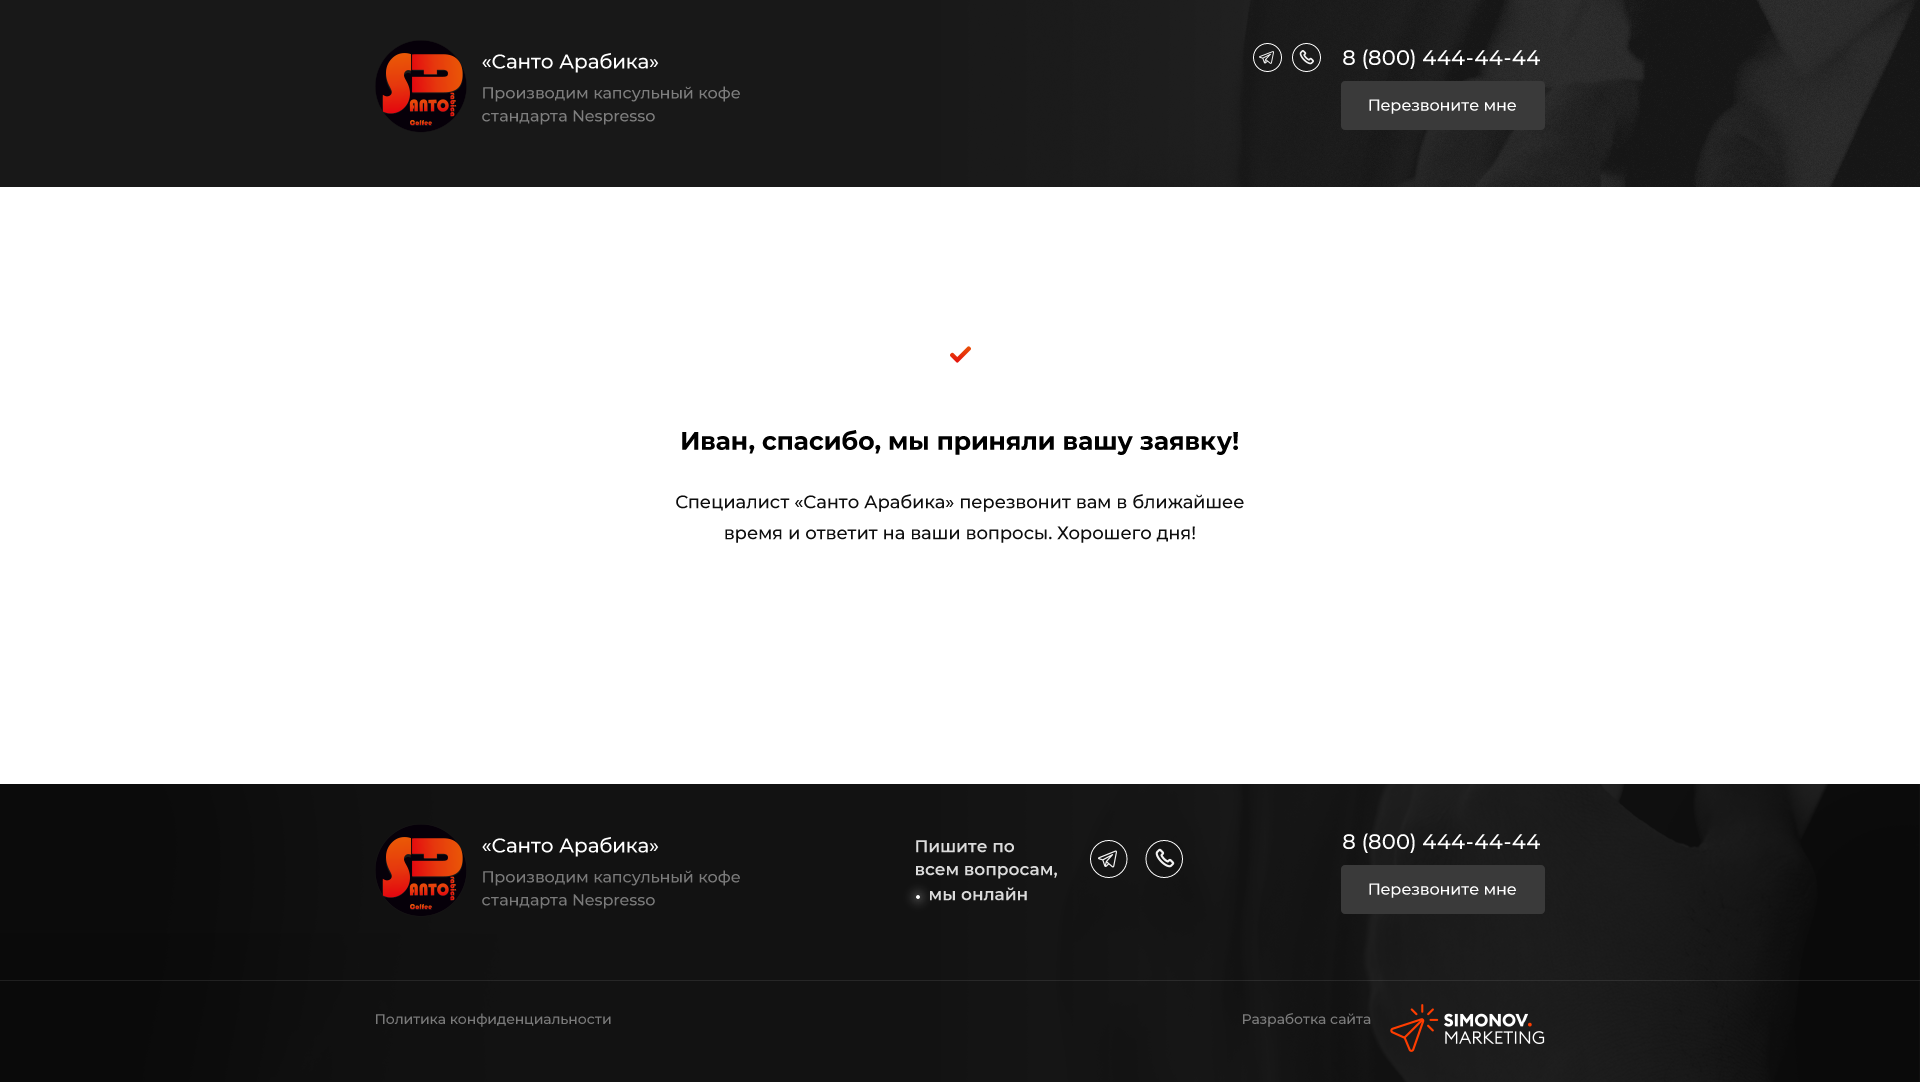 «Санто Арабика»
Производим капсульный кофе
стандарта Nespresso
Santo
Arabica
Coffee
8 (800) 444-44-44
Перезвоните мне
Иван, спасибо, мы приняли вашу заявку!
Специалист «Санто Арабика» перезвонит вам в ближайшее
время и ответит на ваши вопросы. Хорошего дня!
«Санто Арабика»
Производим капсульный кофе
стандарта Nespresso
Пишите по
всем вопросам,
• мы онлайн
8 (800) 444-44-44
Перезвоните мне
Политика конфиденциальности
Разработка сайта
SIMONOV.
MARKETING